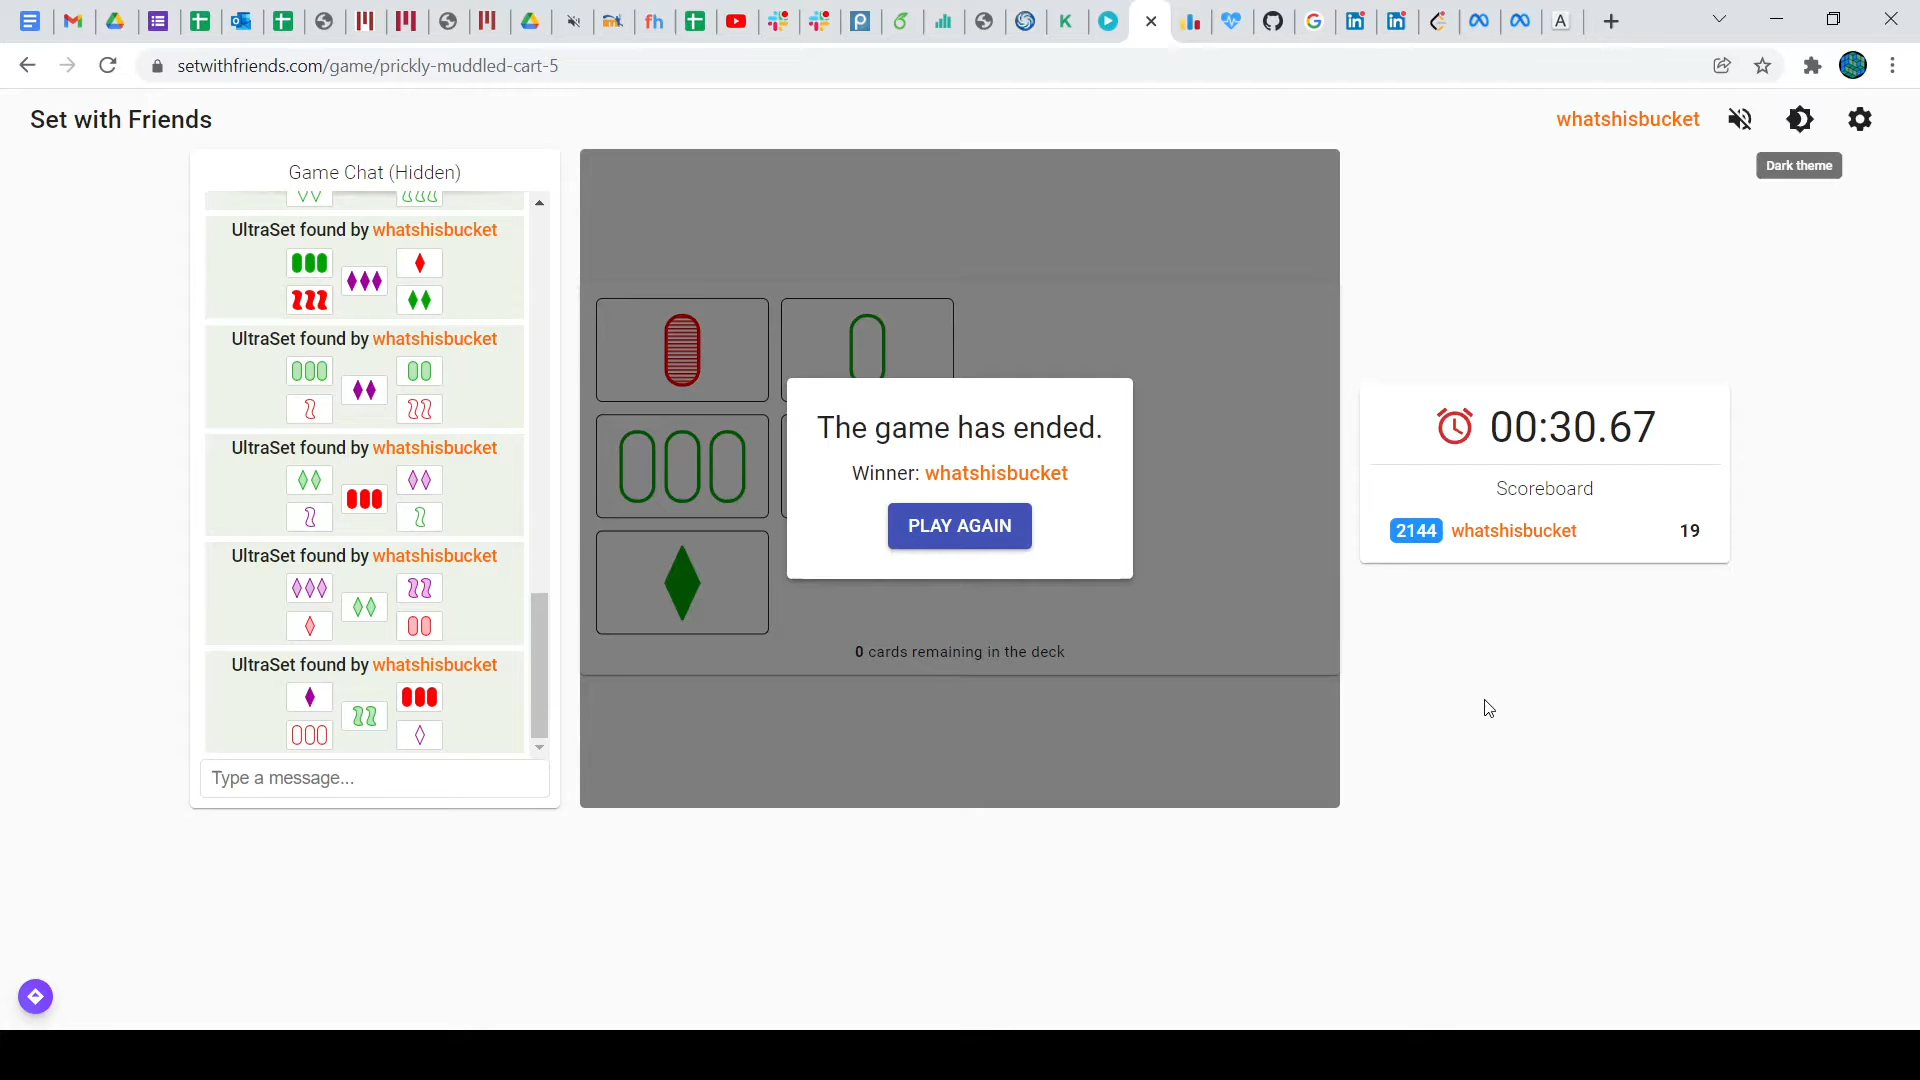 setwithfriends.com/game/prickly-muddled-cart-5
Set with Friends
whatshisbucket
Dark theme
Game Chat (Hidden)
UltraSet found by whatshisbucket
UltraSet found by whatshisbucket
UltraSet found by whatshisbucket
UltraSet found by whatshisbucket
UltraSet found by whatshisbucket
Type a message...
The game has ended.
Winner: whatshisbucket
PLAY AGAIN
0 cards remaining in the deck
00:30.67
Scoreboard
2144 whatshisbucket 19